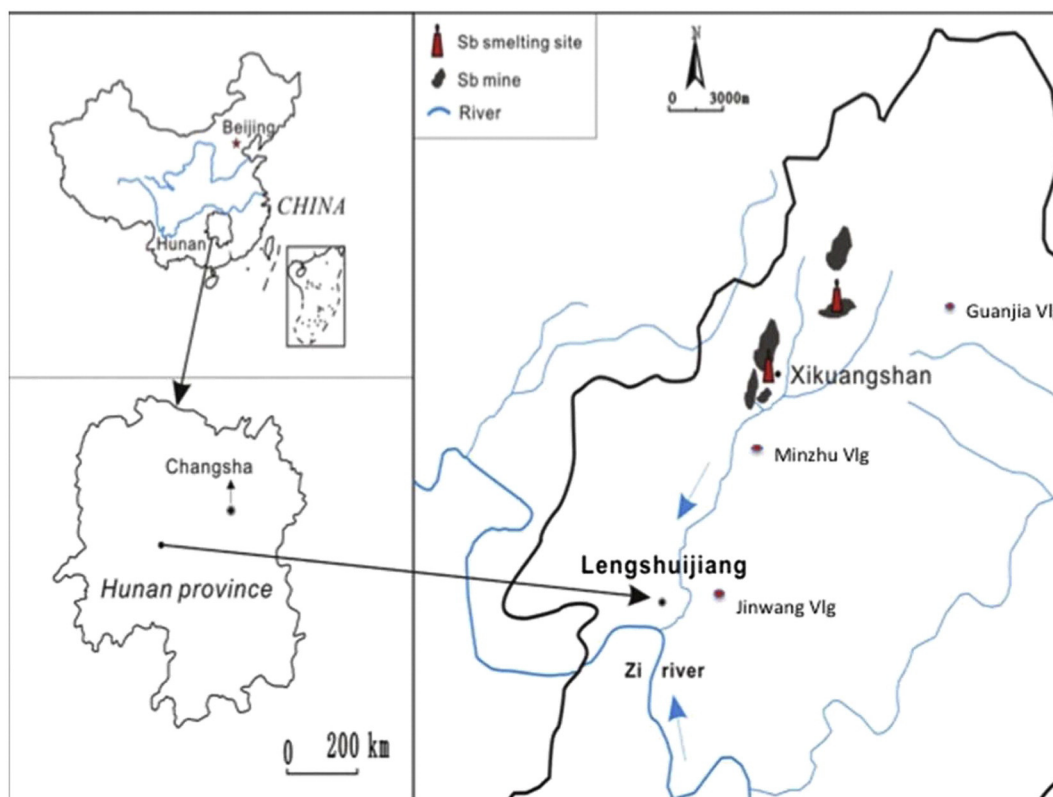 Beijing
CHINA
Hunan
Changsha
Hunan province
0 200 km
Sb smelting site
Sb mine
River
N
0 3000m
Guanjia Vl
Xikuangshan
Minzhu Vlg
Lengshuijiang
Jinwang Vlg
Zi river